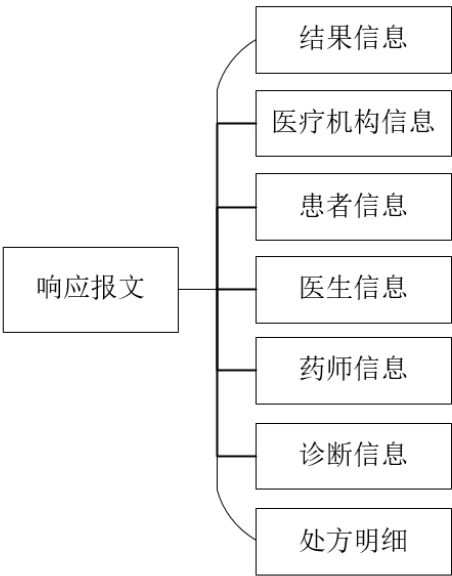 结果信息
医疗机构信息
患者信息
响应报文
医生信息
药师信息
诊断信息
处方明细